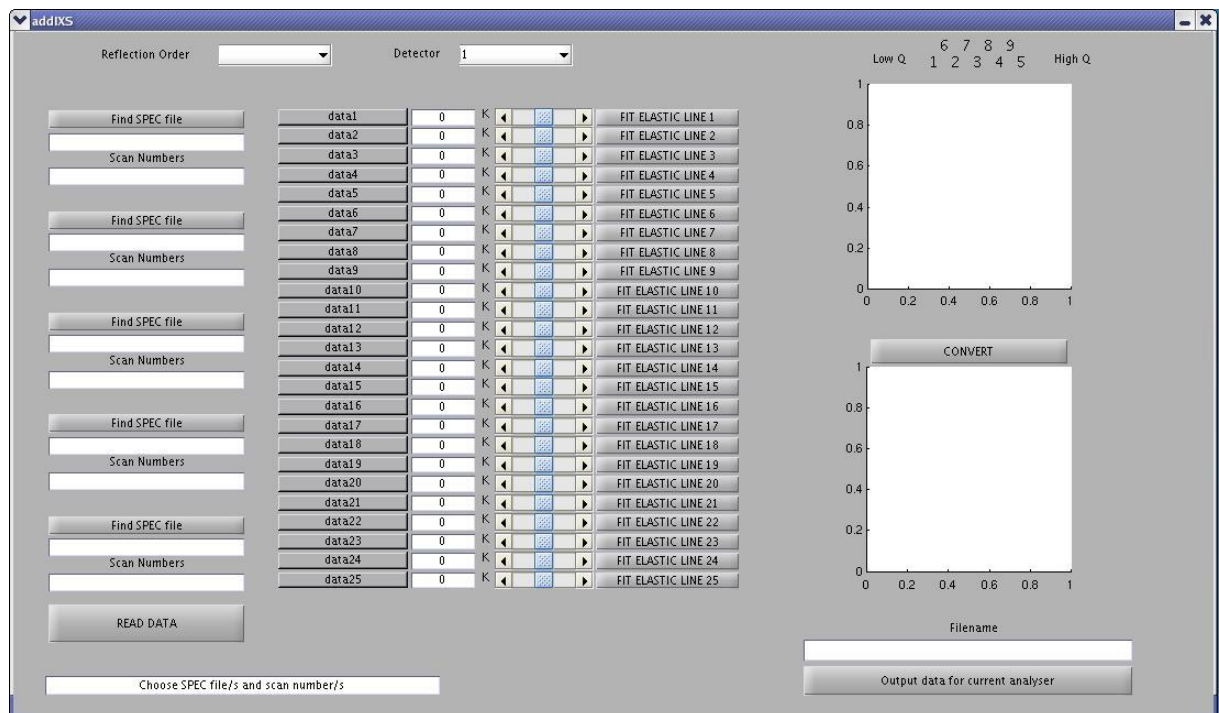 addIXS
Reflection Order
Detector 1
6 7 8 9
Low Q 1 2 3 4 5 High Q
Find SPEC file
Scan Numbers
Find SPEC file
Scan Numbers
Find SPEC file
Scan Numbers
Find SPEC file
Scan Numbers
Find SPEC file
Scan Numbers
READ DATA
Choose SPEC file/s and scan number/s
data1 0 K FIT ELASTIC LINE 1
data2 0 K FIT ELASTIC LINE 2
data3 0 K FIT ELASTIC LINE 3
data4 0 K FIT ELASTIC LINE 4
data5 0 K FIT ELASTIC LINE 5
data6 0 K FIT ELASTIC LINE 6
data7 0 K FIT ELASTIC LINE 7
data8 0 K FIT ELASTIC LINE 8
data9 0 K FIT ELASTIC LINE 9
data10 0 K FIT ELASTIC LINE 10
data11 0 K FIT ELASTIC LINE 11
data12 0 K FIT ELASTIC LINE 12
data13 0 K FIT ELASTIC LINE 13
data14 0 K FIT ELASTIC LINE 14
data15 0 K FIT ELASTIC LINE 15
data16 0 K FIT ELASTIC LINE 16
data17 0 K FIT ELASTIC LINE 17
data18 0 K FIT ELASTIC LINE 18
data19 0 K FIT ELASTIC LINE 19
data20 0 K FIT ELASTIC LINE 20
data21 0 K FIT ELASTIC LINE 21
data22 0 K FIT ELASTIC LINE 22
data23 0 K FIT ELASTIC LINE 23
data24 0 K FIT ELASTIC LINE 24
data25 0 K FIT ELASTIC LINE 25
1
0.8
0.6
0.4
0.2
0
0 0.2 0.4 0.6 0.8 1
CONVERT
1
0.8
0.6
0.4
0.2
0
0 0.2 0.4 0.6 0.8 1
Filename
Output data for current analyser